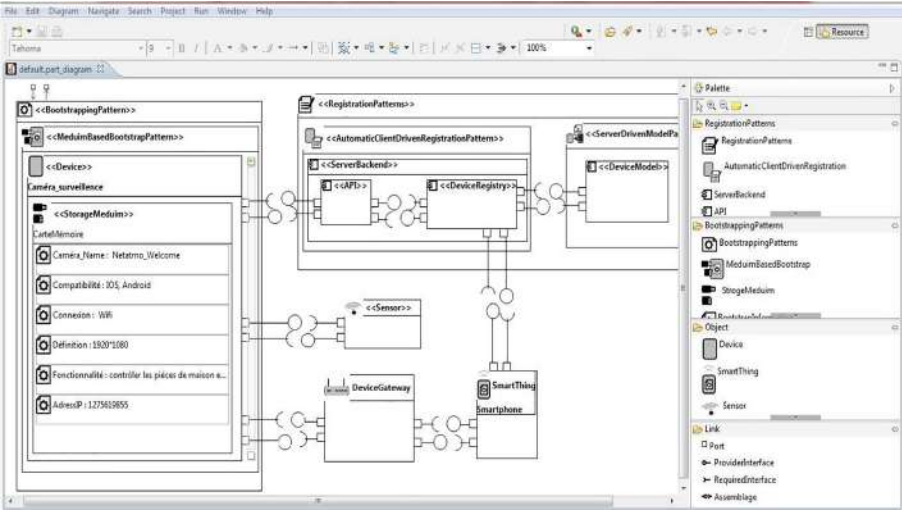 File Edit Diagram Navigate Search Project Run Window Help
Tahoma 9 B I A 100% Resource
default.part_diagram
<<BootstrappingPattern>>
<<MeduimBasedBootstrapPattern>>
<<Device>>
Caméra_surveillence
<<StorageMeduim>>
CarteMémoire
Caméra_Name : Netatmo_Welcome
Compatibilité : IOS, Android
Connexion : Wifi
Définition : 1920*1080
Fonctionnalité : contrôler les piéces de maison e...
AdressIP : 1275619855
<<RegistrationPatterns>>
<<AutomaticClientDrivenRegistrationPattern>>
<<ServerBackend>>
<<API>>
<<DeviceRegistry>>
<<ServerDrivenModelPa
<<DeviceModel>>
<<Sensor>>
DeviceGateway
SmartThing
Smartphone
Palette
RegistrationPatterns
RegistrationPatterns
AutomaticClientDrivenRegistration
ServerBackend
API
BootstrappingPatterns
BootstrappingPatterns
MeduimBasedBootstrap
StrogeMeduim
Object
Device
SmartThing
Sensor
Link
Port
ProviderInterface
RequiredInterface
Assemblage